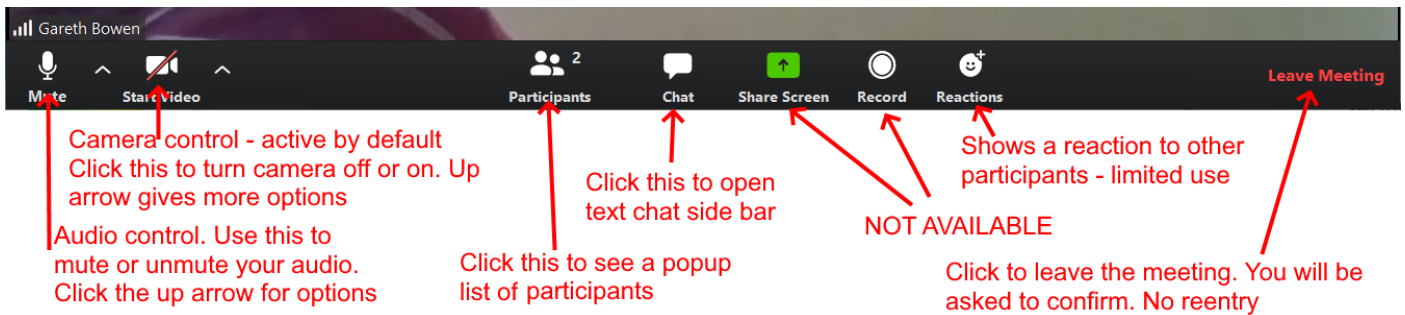 Gareth Bowen
2
Mute
Start Video
Participants
Chat
Share Screen
Record
Reactions
Leave Meeting
Camera control - active by default
Click this to turn camera off or on. Up
arrow gives more options
Audio control. Use this to
mute or unmute your audio.
Click the up arrow for options
Click this to see a popup
list of participants
Click this to open
text chat side bar
NOT AVAILABLE
Shows a reaction to other
participants - limited use
Click to leave the meeting. You will be
asked to confirm. No reentry